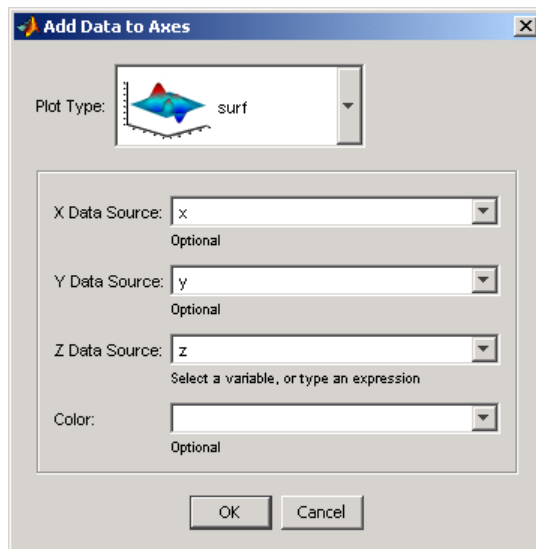 Add Data to Axes
Plot Type: surf
X Data Source: x
Optional
Y Data Source: y
Optional
Z Data Source: z
Select a variable, or type an expression
Color:
Optional
OK Cancel